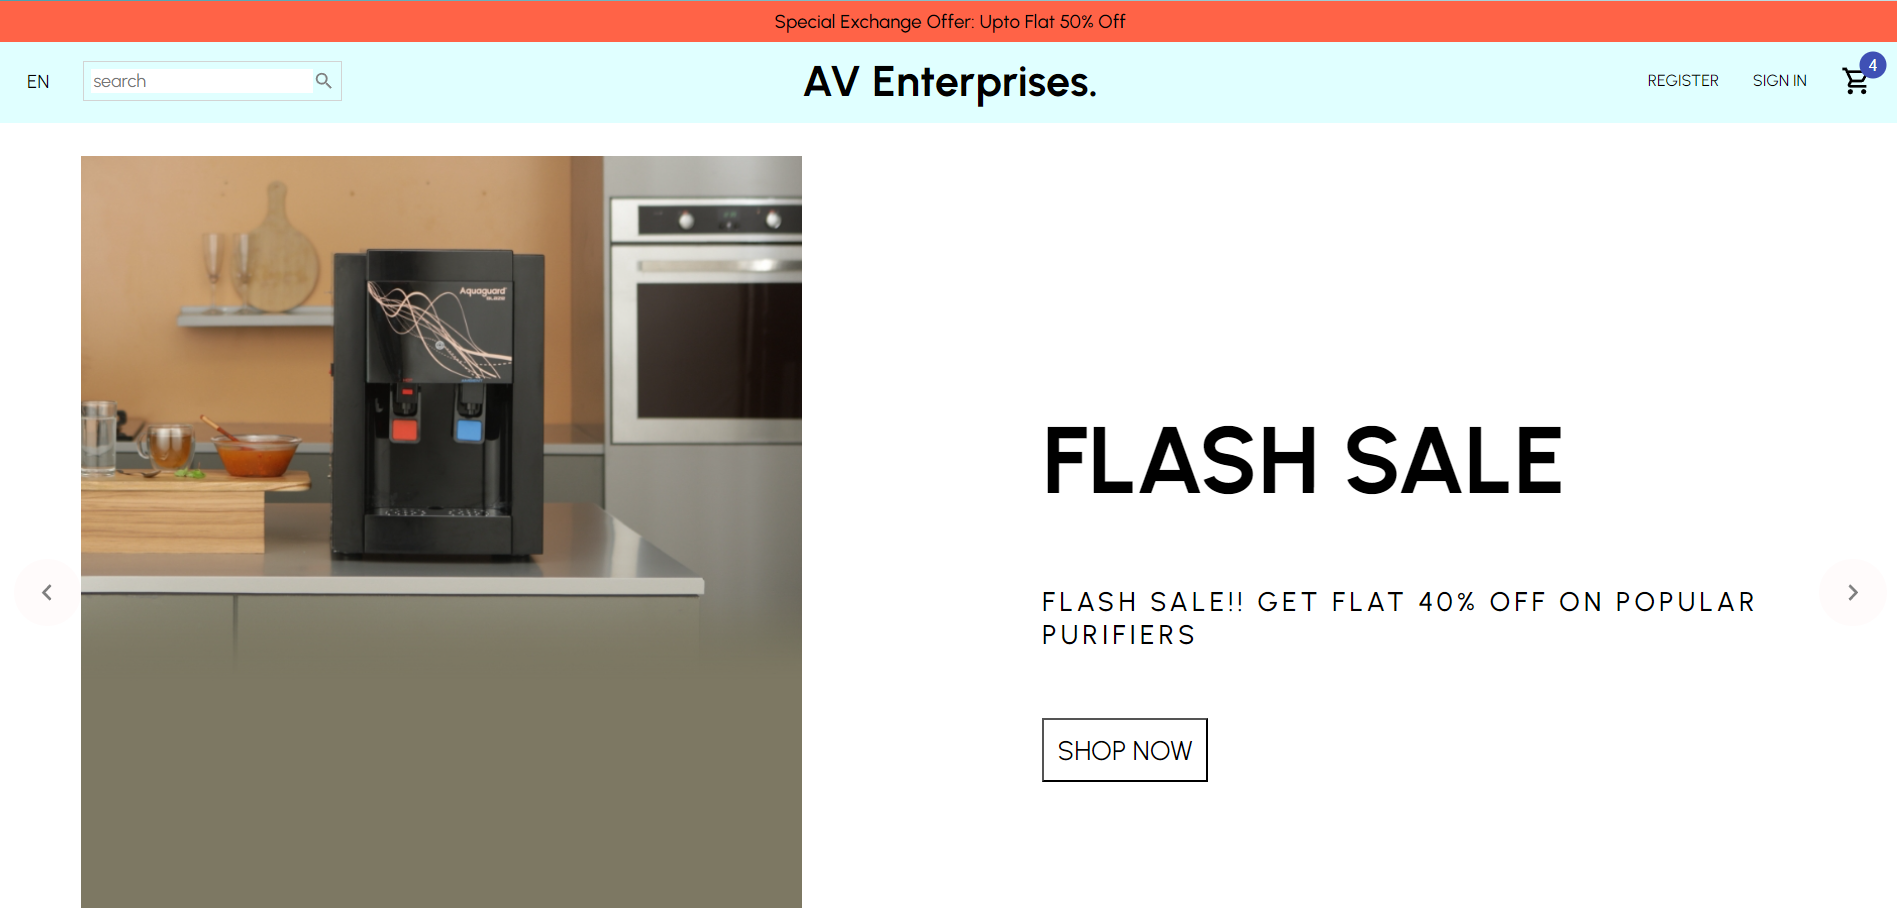 Special Exchange Offer: Upto Flat 50% Off
EN
search
AV Enterprises.
REGISTER
SIGN IN
4
Aquaguard
FLASH SALE
FLASH SALE!! GET FLAT 40% OFF ON POPULAR
PURIFIERS
SHOP NOW